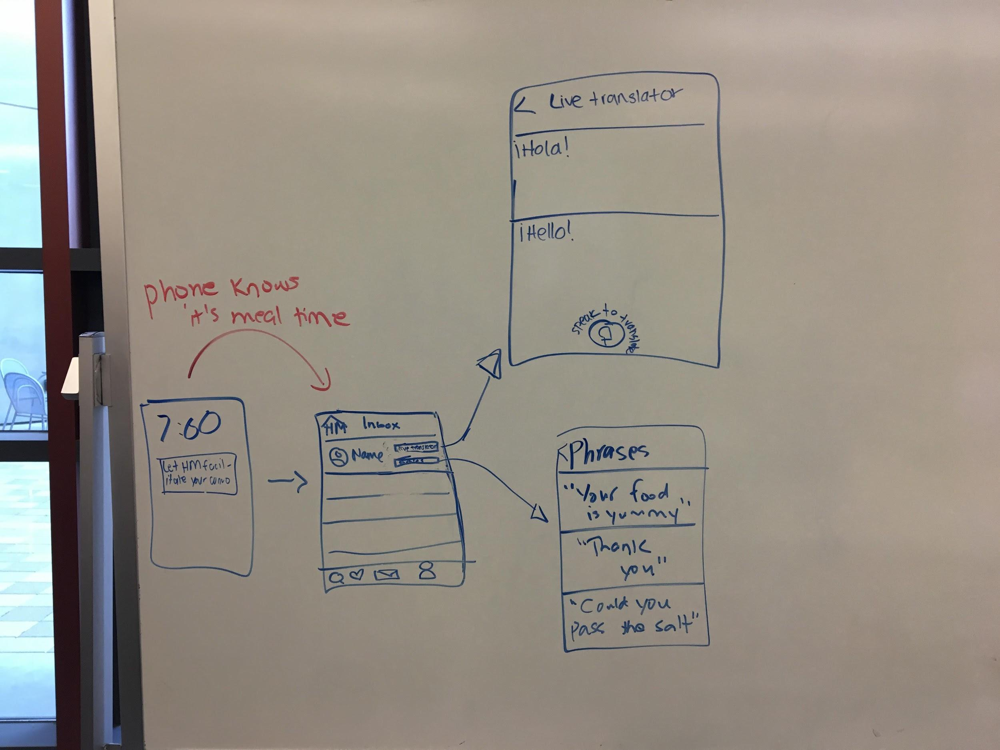 phone knows
it's meal time
7:00
Let HM facil-
itate your convo
HM Inbox
Name
live translator
< Live translator
¡Hola!
¡Hello!
speak to translate
<Phrases
"Your food
is yummy"
"Thank
you"
"Could you
pass the salt"